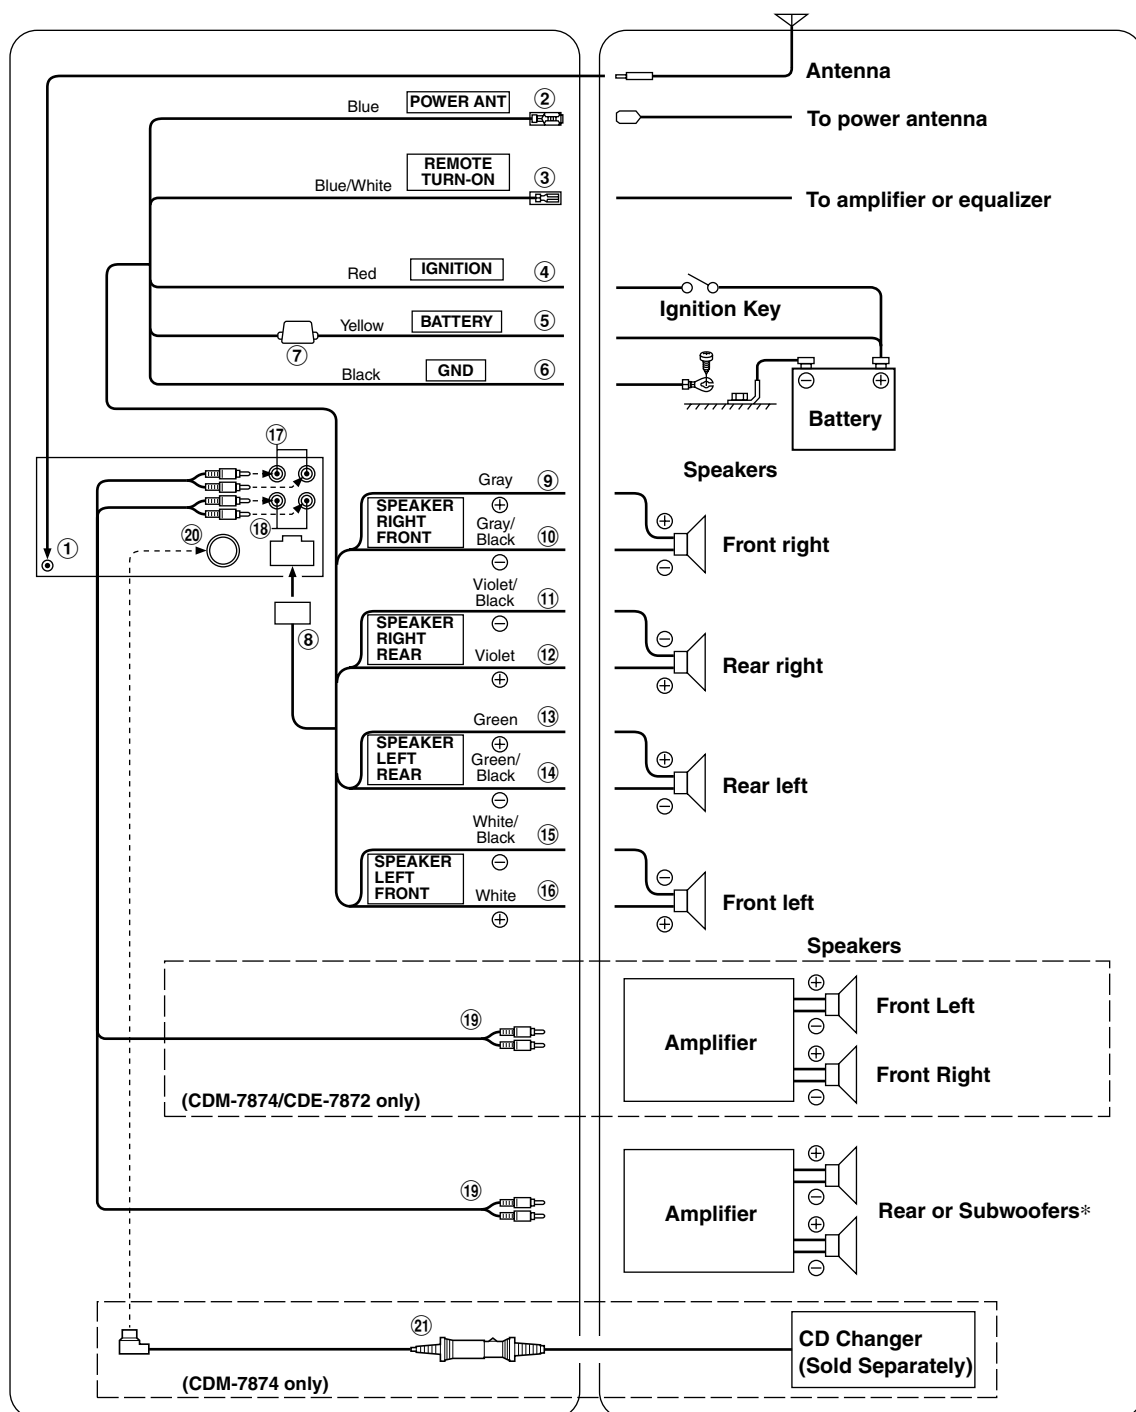 Antenna
Blue POWER ANT ② To power antenna
REMOTE
TURN-ON
Blue/White ③ To amplifier or equalizer
Red IGNITION ④
Ignition Key
Yellow BATTERY ⑤
⑦
Black GND ⑥
⊖ ⊕
Battery
⑰
⑱
⑳
①
⑧
Speakers
Gray ⑨
SPEAKER
RIGHT
FRONT
⊕
Gray/
Black ⑩
⊖
⊕
Front right
⊖
Violet/
Black ⑪
SPEAKER
RIGHT
REAR
⊖
Violet ⑫
⊕
⊖
Rear right
⊕
Green ⑬
SPEAKER
LEFT
REAR
⊕
Green/
Black ⑭
⊖
⊕
Rear left
⊖
White/
Black ⑮
SPEAKER
LEFT
FRONT
⊖
White ⑯
⊕
⊖
Front left
⊕
Speakers
⑲
Amplifier
⊕
Front Left
⊖
⊕
Front Right
⊖
(CDM-7874/CDE-7872 only)
⑲
Amplifier
⊕
⊖
Rear or Subwoofers*
⊕
⊖
㉑
CD Changer
(Sold Separately)
(CDM-7874 only)